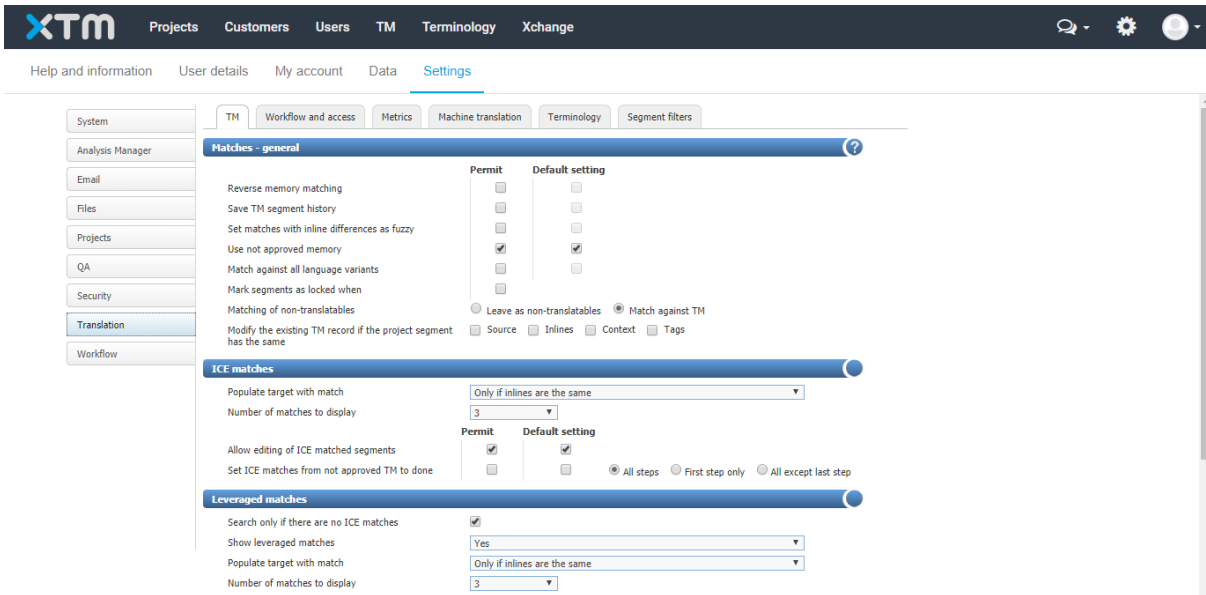 XTM Projects Customers Users TM Terminology Xchange
Help and information User details My account Data Settings
System
Analysis Manager
Email
Files
Projects
QA
Security
Translation
Workflow
TM Workflow and access Metrics Machine translation Terminology Segment filters
Matches - general ?
Permit Default setting
Reverse memory matching
Save TM segment history
Set matches with inline differences as fuzzy
Use not approved memory
Match against all language variants
Mark segments as locked when
Matching of non-translatables Leave as non-translatables Match against TM
Modify the existing TM record if the project segment Source Inlines Context Tags
has the same
ICE matches
Populate target with match Only if inlines are the same
Number of matches to display 3
Permit Default setting
Allow editing of ICE matched segments
Set ICE matches from not approved TM to done All steps First step only All except last step
Leveraged matches
Search only if there are no ICE matches
Show leveraged matches Yes
Populate target with match Only if inlines are the same
Number of matches to display 3